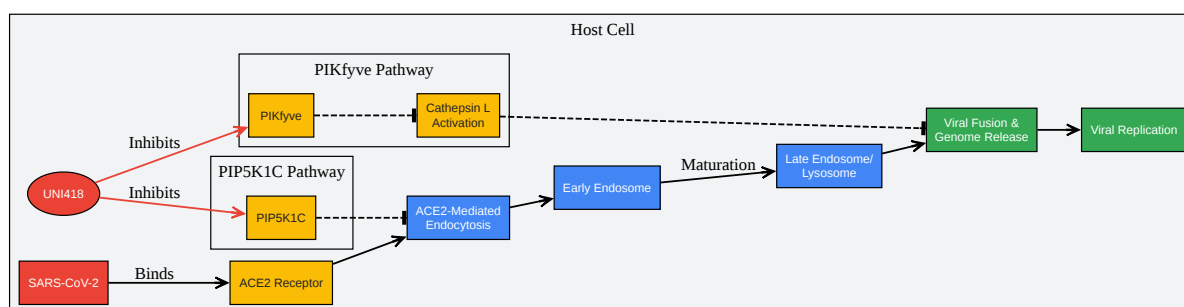 Host Cell
PIKfyve Pathway
PIKfyve
Cathepsin L
Activation
Inhibits
Viral Fusion &
Genome Release
Viral Replication
UNI418
Inhibits
PIP5K1C Pathway
PIP5K1C
ACE2-Mediated
Endocytosis
Early Endosome
Maturation
Late Endosome/
Lysosome
SARS-CoV-2
Binds
ACE2 Receptor